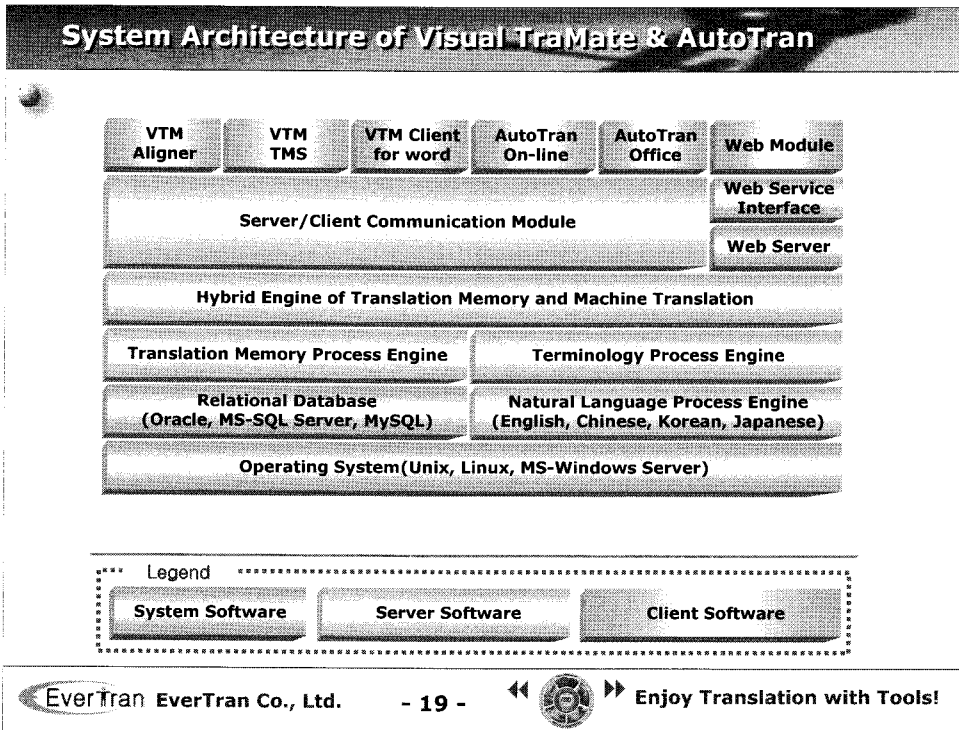 System Architecture of Visual TraMate & AutoTran
VTM
Aligner
VTM
TMS
VTM Client
for word
AutoTran
On-line
AutoTran
Office
Web Module
Server/Client Communication Module
Web Service
Interface
Web Server
Hybrid Engine of Translation Memory and Machine Translation
Translation Memory Process Engine
Terminology Process Engine
Relational Database
(Oracle, MS-SQL Server, MySQL)
Natural Language Process Engine
(English, Chinese, Korean, Japanese)
Operating System(Unix, Linux, MS-Windows Server)
Legend
System Software
Server Software
Client Software
EverTran EverTran Co., Ltd.
- 19 -
Enjoy Translation with Tools!